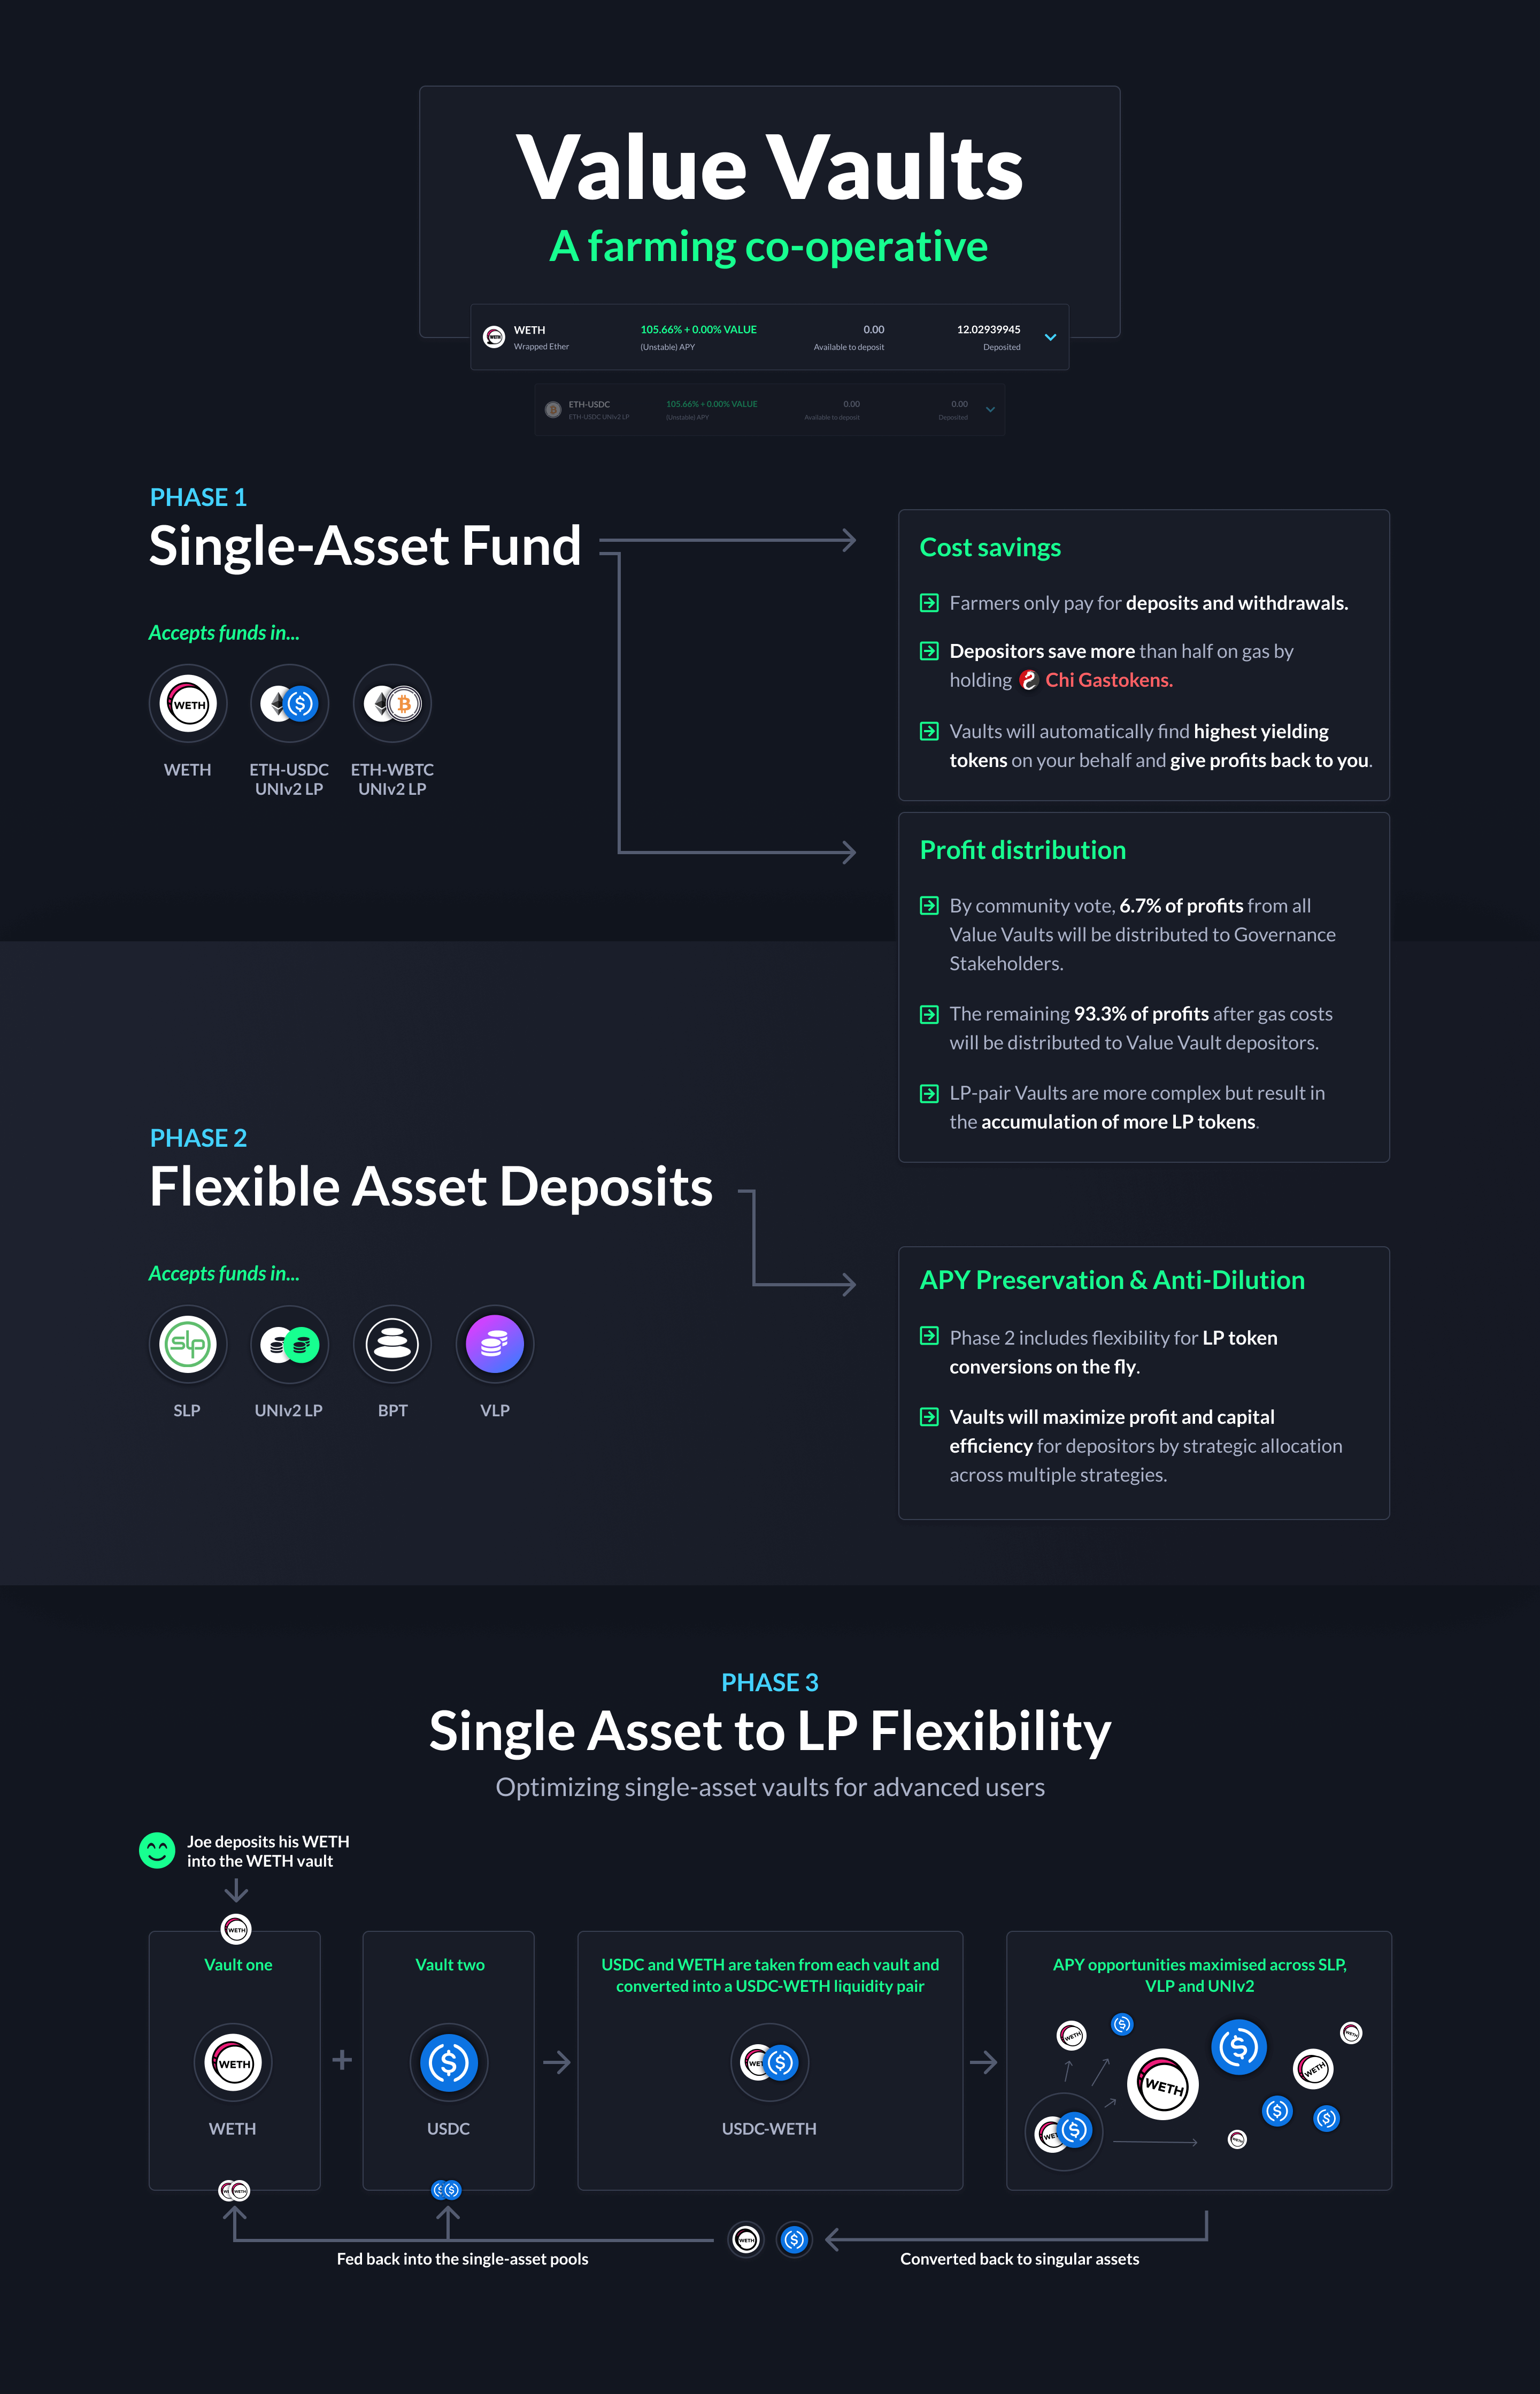 Value Vaults
A farming co-operative
WETH
Wrapped Ether
105.66% + 0.00% VALUE
(Unstable) APY
0.00
Available to deposit
12.02939945
Deposited
ETH-USDC
ETH-USDC UNIv2 LP
105.66% + 0.00% VALUE
(Unstable) APY
0.00
Available to deposit
0.00
Deposited
PHASE 1
Single-Asset Fund
Accepts funds in...
WETH
WETH
ETH-USDC
UNIv2 LP
ETH-WBTC
UNIv2 LP
Cost savings
Farmers only pay for deposits and withdrawals.
Depositors save more than half on gas by
holding Chi Gastokens.
Vaults will automatically find highest yielding
tokens on your behalf and give profits back to you.
Profit distribution
By community vote, 6.7% of profits from all
Value Vaults will be distributed to Governance
Stakeholders.
The remaining 93.3% of profits after gas costs
will be distributed to Value Vault depositors.
LP-pair Vaults are more complex but result in
the accumulation of more LP tokens.
PHASE 2
Flexible Asset Deposits
Accepts funds in...
slp
SLP
UNIv2 LP
BPT
VLP
APY Preservation & Anti-Dilution
Phase 2 includes flexibility for LP token
conversions on the fly.
Vaults will maximize profit and capital
efficiency for depositors by strategic allocation
across multiple strategies.
PHASE 3
Single Asset to LP Flexibility
Optimizing single-asset vaults for advanced users
Joe deposits his WETH
into the WETH vault
WETH
Vault one
WETH
WETH
+
Vault two
USDC
USDC and WETH are taken from each vault and
converted into a USDC-WETH liquidity pair
USDC-WETH
APY opportunities maximised across SLP,
VLP and UNIv2
WETH
WETH
WETH
WETH
WETH
WETH
WETH
Fed back into the single-asset pools
Converted back to singular assets